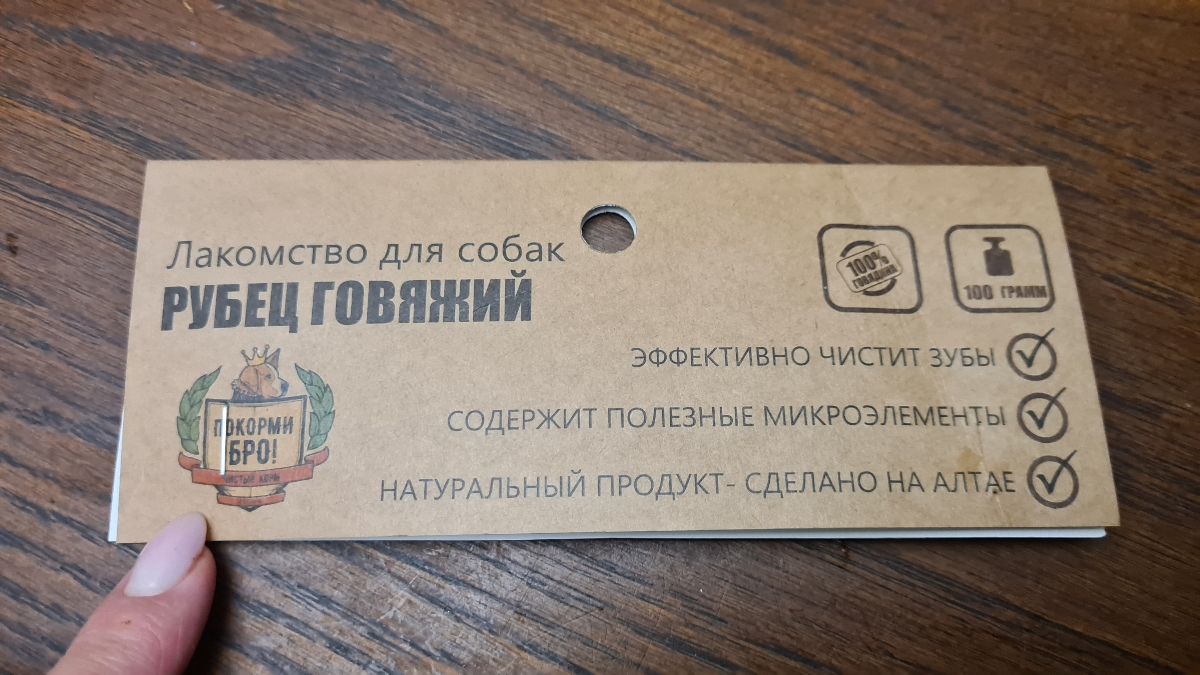 Лакомство для собак
РУБЕЦ ГОВЯЖИЙ
100%
ГОВЯДИНА
100 ГРАММ
ЭФФЕКТИВНО ЧИСТИТ ЗУБЫ
СОДЕРЖИТ ПОЛЕЗНЫЕ МИКРОЭЛЕМЕНТЫ
НАТУРАЛЬНЫЙ ПРОДУКТ- СДЕЛАНО НА АЛТАЕ
ПОКОРМИ
БРО!